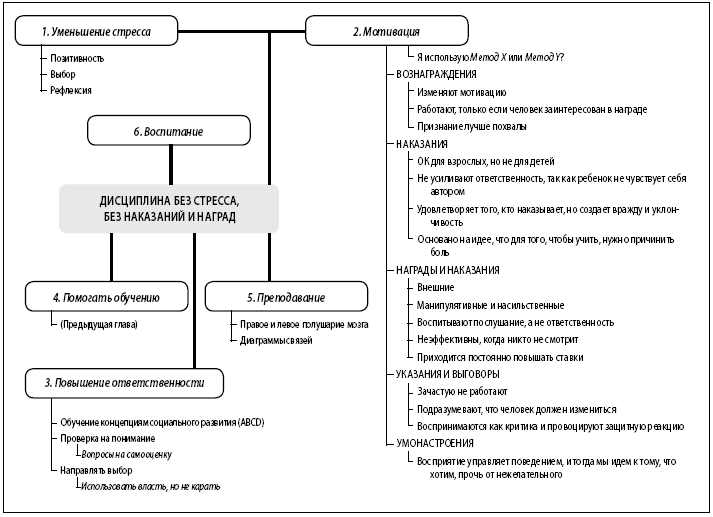 1. Уменьшение стресса
Позитивность
Выбор
Рефлексия
6. Воспитание
ДИСЦИПЛИНА БЕЗ СТРЕССА,
БЕЗ НАКАЗАНИЙ И НАГРАД
4. Помогать обучению
(Предыдущая глава)
5. Преподавание
Правое и левое полушарие мозга
Диаграммы связей
3. Повышение ответственности
Обучение концепциям социального развития (ABCD)
Проверка на понимание
Вопросы на самооценку
Направлять выбор
Использовать власть, но не карать
2. Мотивация
Я использую Метод X или Метод Y?
ВОЗНАГРАЖДЕНИЯ
Изменяют мотивацию
Работают, только если человек заинтересован в награде
Признание лучше похвалы
НАКАЗАНИЯ
ОК для взрослых, но не для детей
Не усиливают ответственность, так как ребенок не чувствует себя
автором
Удовлетворяет того, кто наказывает, но создает вражду и уклон-
чивость
Основано на идее, что для того, чтобы учить, нужно причинить
боль
НАГРАДЫ И НАКАЗАНИЯ
Внешние
Манипулятивные и насильственные
Воспитывают послушание, а не ответственность
Неэффективны, когда никто не смотрит
Приходится постоянно повышать ставки
УКАЗАНИЯ И ВЫГОВОРЫ
Зачастую не работают
Подразумевают, что человек должен измениться
Воспринимаются как критика и провоцируют защитную реакцию
УМОНАСТРОЕНИЯ
Восприятие управляет поведением, и тогда мы идем к тому, что
хотим, прочь от нежелательного